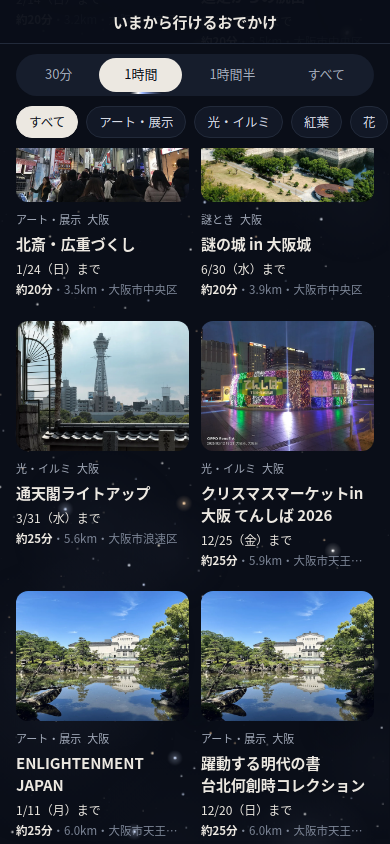 いまから行けるおでかけ
30分 1時間 1時間半 すべて
すべて アート・展示 光・イルミ 紅葉 花
アート・展示 大阪
北斎・広重づくし
1/24（日）まで
約20分・3.5km・大阪市中央区
謎とき 大阪
謎の城 in 大阪城
6/30（水）まで
約20分・3.9km・大阪市中央区
光・イルミ 大阪
通天閣ライトアップ
3/31（水）まで
約25分・5.6km・大阪市浪速区
てんしば
光・イルミ 大阪
クリスマスマーケットin
大阪 てんしば 2026
12/25（金）まで
約25分・5.9km・大阪市天王…
アート・展示 大阪
ENLIGHTENMENT
JAPAN
1/11（月）まで
約25分・6.0km・大阪市天王…
アート・展示 大阪
躍動する明代の書
台北何創時コレクション
12/20（日）まで
約25分・6.0km・大阪市天王…